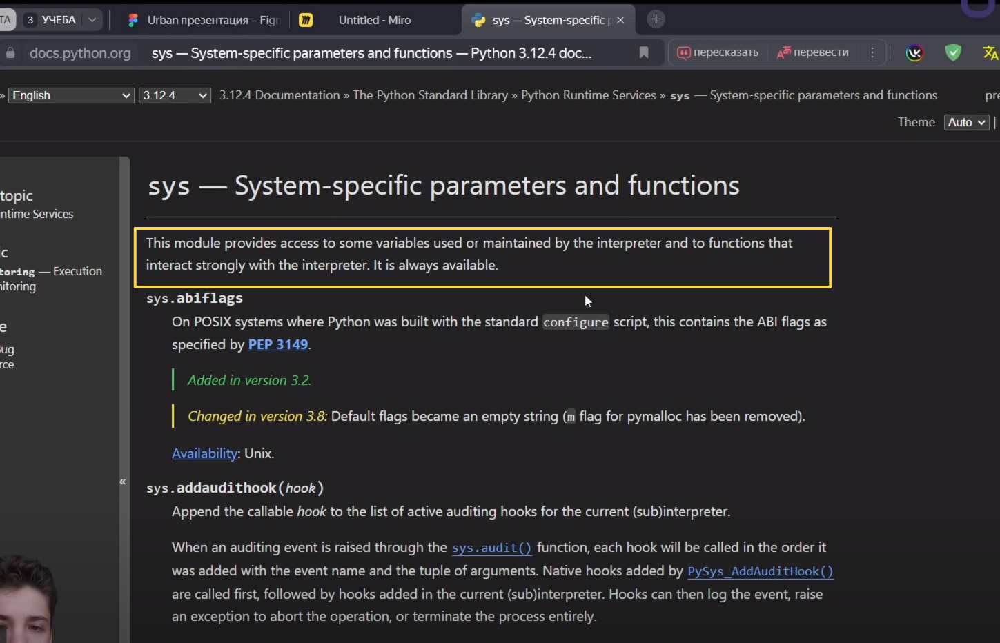 ТА
3 УЧЕБА
Urban презентация – Figm
Untitled - Miro
sys — System-specific p
docs.python.org
sys — System-specific parameters and functions — Python 3.12.4 doc...
пересказать
перевести
» English 3.12.4 3.12.4 Documentation » The Python Standard Library » Python Runtime Services » sys — System-specific parameters and functions
pre
Theme Auto |
topic
ntime Services
c
toring — Execution
nitoring
e
Bug
rce
«
sys — System-specific parameters and functions
This module provides access to some variables used or maintained by the interpreter and to functions that
interact strongly with the interpreter. It is always available.
sys.abiflags
On POSIX systems where Python was built with the standard configure script, this contains the ABI flags as
specified by PEP 3149.
Added in version 3.2.
Changed in version 3.8: Default flags became an empty string (m flag for pymalloc has been removed).
Availability: Unix.
sys.addaudithook(hook)
Append the callable hook to the list of active auditing hooks for the current (sub)interpreter.
When an auditing event is raised through the sys.audit() function, each hook will be called in the order it
was added with the event name and the tuple of arguments. Native hooks added by PySys_AddAuditHook()
are called first, followed by hooks added in the current (sub)interpreter. Hooks can then log the event, raise
an exception to abort the operation, or terminate the process entirely.